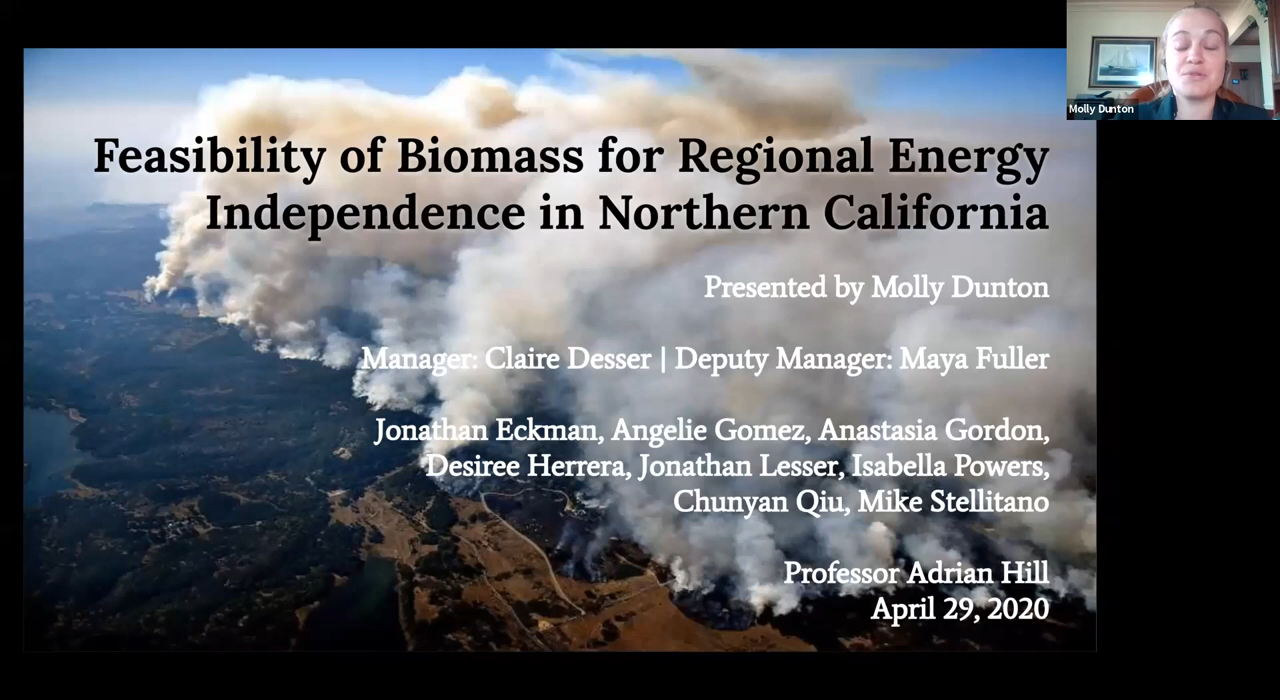 Molly Dunton
Feasibility of Biomass for Regional Energy
Independence in Northern California
Presented by Molly Dunton
Manager: Claire Desser | Deputy Manager: Maya Fuller
Jonathan Eckman, Angelie Gomez, Anastasia Gordon,
Desiree Herrera, Jonathan Lesser, Isabella Powers,
Chunyan Qiu, Mike Stellitano
Professor Adrian Hill
April 29, 2020